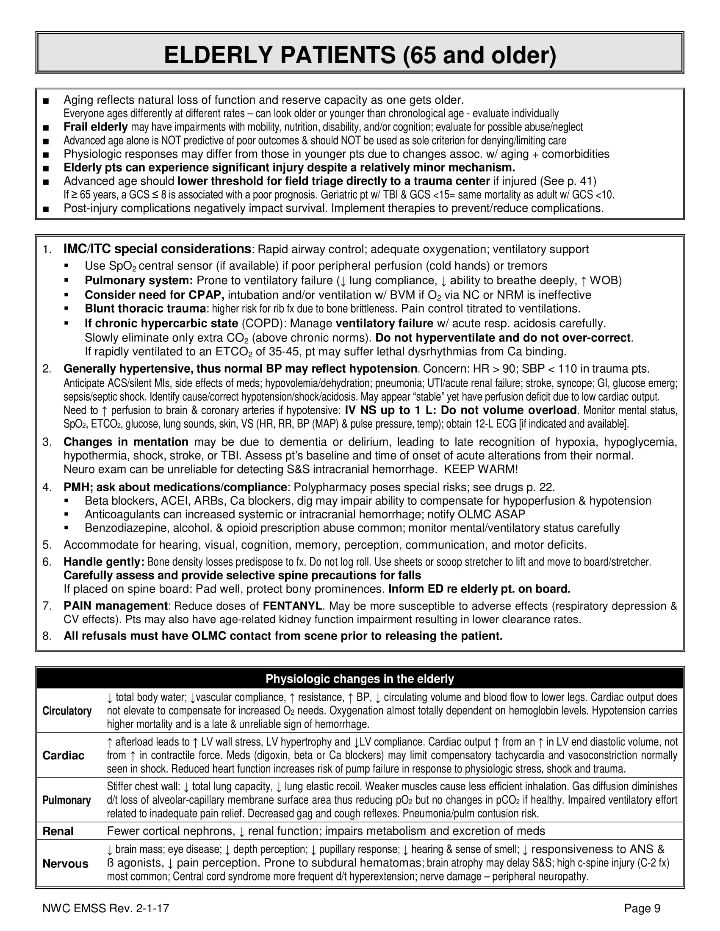 ELDERLY PATIENTS (65 and older)
■ Aging reflects natural loss of function and reserve capacity as one gets older.
Everyone ages differently at different rates – can look older or younger than chronological age - evaluate individually
■ Frail elderly may have impairments with mobility, nutrition, disability, and/or cognition; evaluate for possible abuse/neglect
■ Advanced age alone is NOT predictive of poor outcomes & should NOT be used as sole criterion for denying/limiting care
■ Physiologic responses may differ from those in younger pts due to changes assoc. w/ aging + comorbidities
■ Elderly pts can experience significant injury despite a relatively minor mechanism.
■ Advanced age should lower threshold for field triage directly to a trauma center if injured (See p. 41)
If ≥ 65 years, a GCS ≤ 8 is associated with a poor prognosis. Geriatric pt w/ TBI & GCS <15= same mortality as adult w/ GCS <10.
■ Post-injury complications negatively impact survival. Implement therapies to prevent/reduce complications.
1. IMC/ITC special considerations: Rapid airway control; adequate oxygenation; ventilatory support
▪ Use SpO₂ central sensor (if available) if poor peripheral perfusion (cold hands) or tremors
▪ Pulmonary system: Prone to ventilatory failure (↓ lung compliance, ↓ ability to breathe deeply, ↑ WOB)
▪ Consider need for CPAP, intubation and/or ventilation w/ BVM if O₂ via NC or NRM is ineffective
▪ Blunt thoracic trauma: higher risk for rib fx due to bone brittleness. Pain control titrated to ventilations.
▪ If chronic hypercarbic state (COPD): Manage ventilatory failure w/ acute resp. acidosis carefully.
Slowly eliminate only extra CO₂ (above chronic norms). Do not hyperventilate and do not over-correct.
If rapidly ventilated to an ETCO₂ of 35-45, pt may suffer lethal dysrhythmias from Ca binding.
2. Generally hypertensive, thus normal BP may reflect hypotension. Concern: HR > 90; SBP < 110 in trauma pts.
Anticipate ACS/silent MIs, side effects of meds; hypovolemia/dehydration; pneumonia; UTI/acute renal failure; stroke, syncope; GI, glucose emerg;
sepsis/septic shock. Identify cause/correct hypotension/shock/acidosis. May appear “stable” yet have perfusion deficit due to low cardiac output.
Need to ↑ perfusion to brain & coronary arteries if hypotensive: IV NS up to 1 L: Do not volume overload. Monitor mental status,
SpO₂, ETCO₂, glucose, lung sounds, skin, VS (HR, RR, BP (MAP) & pulse pressure, temp); obtain 12-L ECG [if indicated and available].
3. Changes in mentation may be due to dementia or delirium, leading to late recognition of hypoxia, hypoglycemia,
hypothermia, shock, stroke, or TBI. Assess pt’s baseline and time of onset of acute alterations from their normal.
Neuro exam can be unreliable for detecting S&S intracranial hemorrhage. KEEP WARM!
4. PMH; ask about medications/compliance: Polypharmacy poses special risks; see drugs p. 22.
▪ Beta blockers, ACEI, ARBs, Ca blockers, dig may impair ability to compensate for hypoperfusion & hypotension
▪ Anticoagulants can increased systemic or intracranial hemorrhage; notify OLMC ASAP
▪ Benzodiazepine, alcohol. & opioid prescription abuse common; monitor mental/ventilatory status carefully
5. Accommodate for hearing, visual, cognition, memory, perception, communication, and motor deficits.
6. Handle gently: Bone density losses predispose to fx. Do not log roll. Use sheets or scoop stretcher to lift and move to board/stretcher.
Carefully assess and provide selective spine precautions for falls
If placed on spine board: Pad well, protect bony prominences. Inform ED re elderly pt. on board.
7. PAIN management: Reduce doses of FENTANYL. May be more susceptible to adverse effects (respiratory depression &
CV effects). Pts may also have age-related kidney function impairment resulting in lower clearance rates.
8. All refusals must have OLMC contact from scene prior to releasing the patient.
Physiologic changes in the elderly
Circulatory
↓ total body water; ↓vascular compliance, ↑ resistance, ↑ BP, ↓ circulating volume and blood flow to lower legs. Cardiac output does
not elevate to compensate for increased O₂ needs. Oxygenation almost totally dependent on hemoglobin levels. Hypotension carries
higher mortality and is a late & unreliable sign of hemorrhage.
Cardiac
↑ afterload leads to ↑ LV wall stress, LV hypertrophy and ↓LV compliance. Cardiac output ↑ from an ↑ in LV end diastolic volume, not
from ↑ in contractile force. Meds (digoxin, beta or Ca blockers) may limit compensatory tachycardia and vasoconstriction normally
seen in shock. Reduced heart function increases risk of pump failure in response to physiologic stress, shock and trauma.
Pulmonary
Stiffer chest wall: ↓ total lung capacity, ↓ lung elastic recoil. Weaker muscles cause less efficient inhalation. Gas diffusion diminishes
d/t loss of alveolar-capillary membrane surface area thus reducing pO₂ but no changes in pCO₂ if healthy. Impaired ventilatory effort
related to inadequate pain relief. Decreased gag and cough reflexes. Pneumonia/pulm contusion risk.
Renal
Fewer cortical nephrons, ↓ renal function; impairs metabolism and excretion of meds
Nervous
↓ brain mass; eye disease; ↓ depth perception; ↓ pupillary response; ↓ hearing & sense of smell; ↓ responsiveness to ANS &
ß agonists, ↓ pain perception. Prone to subdural hematomas; brain atrophy may delay S&S; high c-spine injury (C-2 fx)
most common; Central cord syndrome more frequent d/t hyperextension; nerve damage – peripheral neuropathy.
NWC EMSS Rev. 2-1-17
Page 9